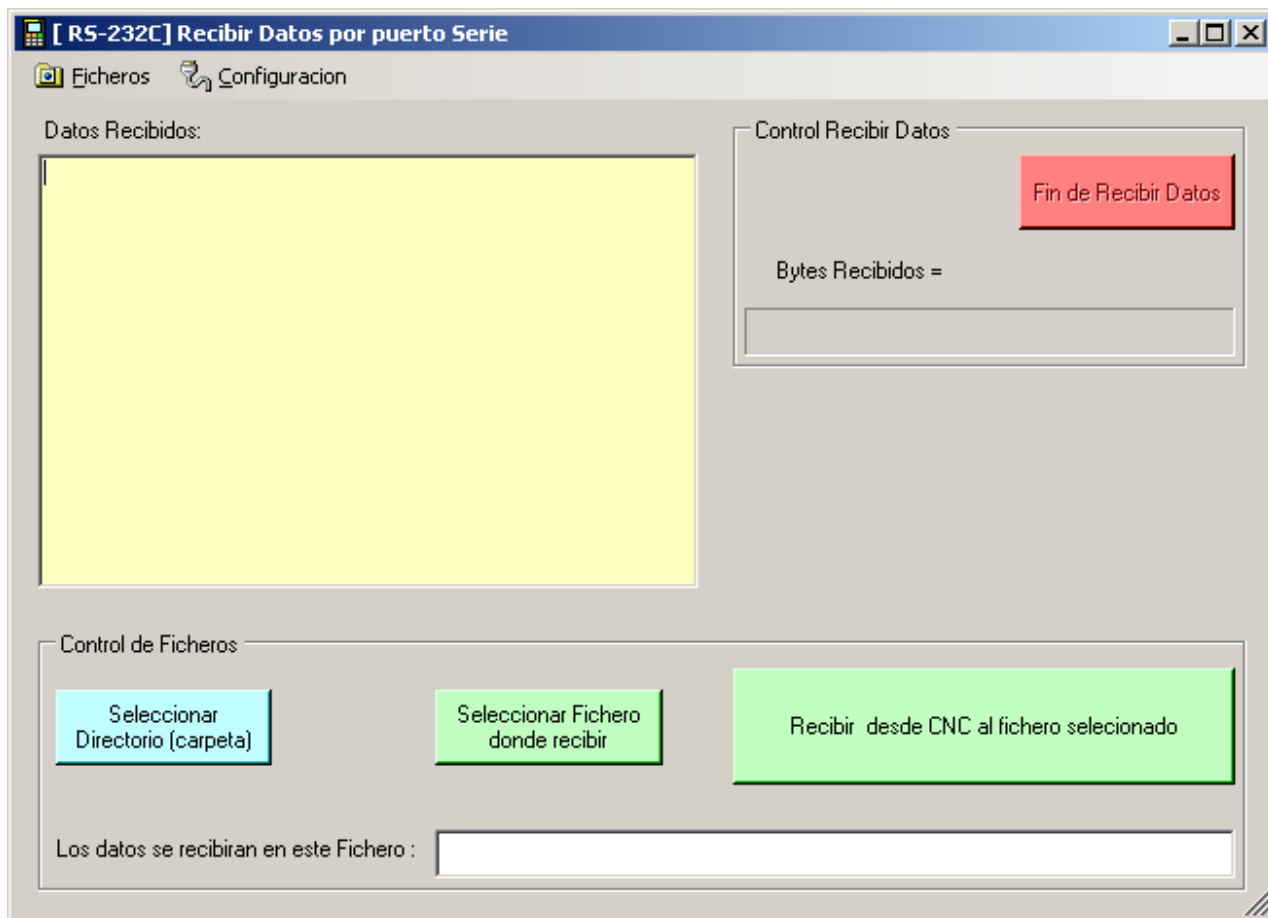 [ RS-232C] Recibir Datos por puerto Serie
Ficheros Configuracion
Datos Recibidos:
Control Recibir Datos
Fin de Recibir Datos
Bytes Recibidos =
Control de Ficheros
Seleccionar
Directorio (carpeta)
Seleccionar Fichero
donde recibir
Recibir  desde CNC al fichero selecionado
Los datos se recibiran en este Fichero :